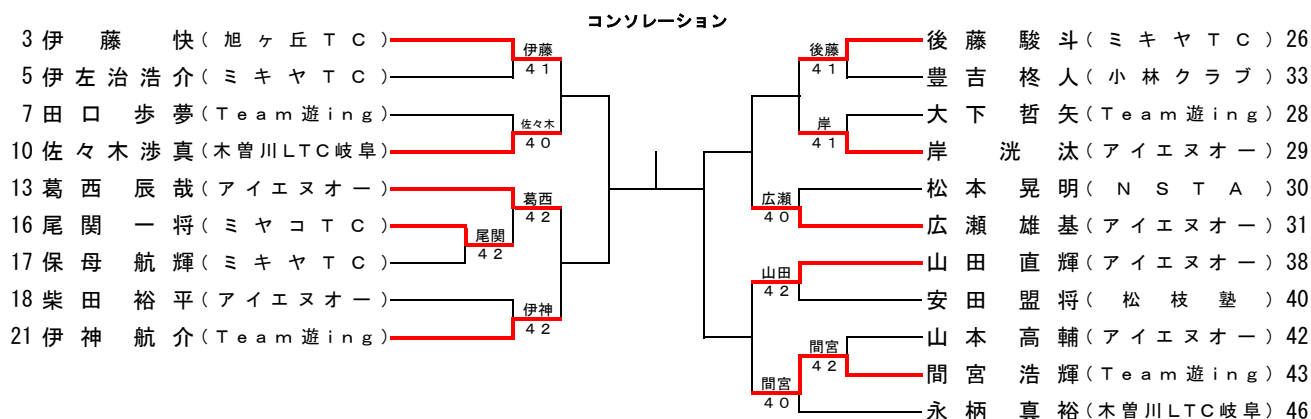 コンソレーション
3 伊藤快(旭ヶ丘TC)
伊藤
41
5 伊左治浩介(ミキヤTC)
7 田口歩夢(Team遊ing)
佐々木
40
10 佐々木渉真(木曽川LTC岐阜)
13 葛西辰哉(アイエヌオー)
葛西
42
16 尾関一将(ミヤコTC)
尾関
42
17 保母航輝(ミキヤTC)
18 柴田裕平(アイエヌオー)
伊神
42
21 伊神航介(Team遊ing)
後藤駿斗(ミキヤTC) 26
後藤
41
豊吉柊人(小林クラブ) 33
大下哲矢(Team遊ing) 28
岸
41
岸洸汰(アイエヌオー) 29
松本晃明(NSTA) 30
広瀬
40
広瀬雄基(アイエヌオー) 31
山田直輝(アイエヌオー) 38
山田
42
安田盟将(松枝塾) 40
山本高輔(アイエヌオー) 42
間宮
42
間宮浩輝(Team遊ing) 43
間宮
40
永柄真裕(木曽川LTC岐阜) 46